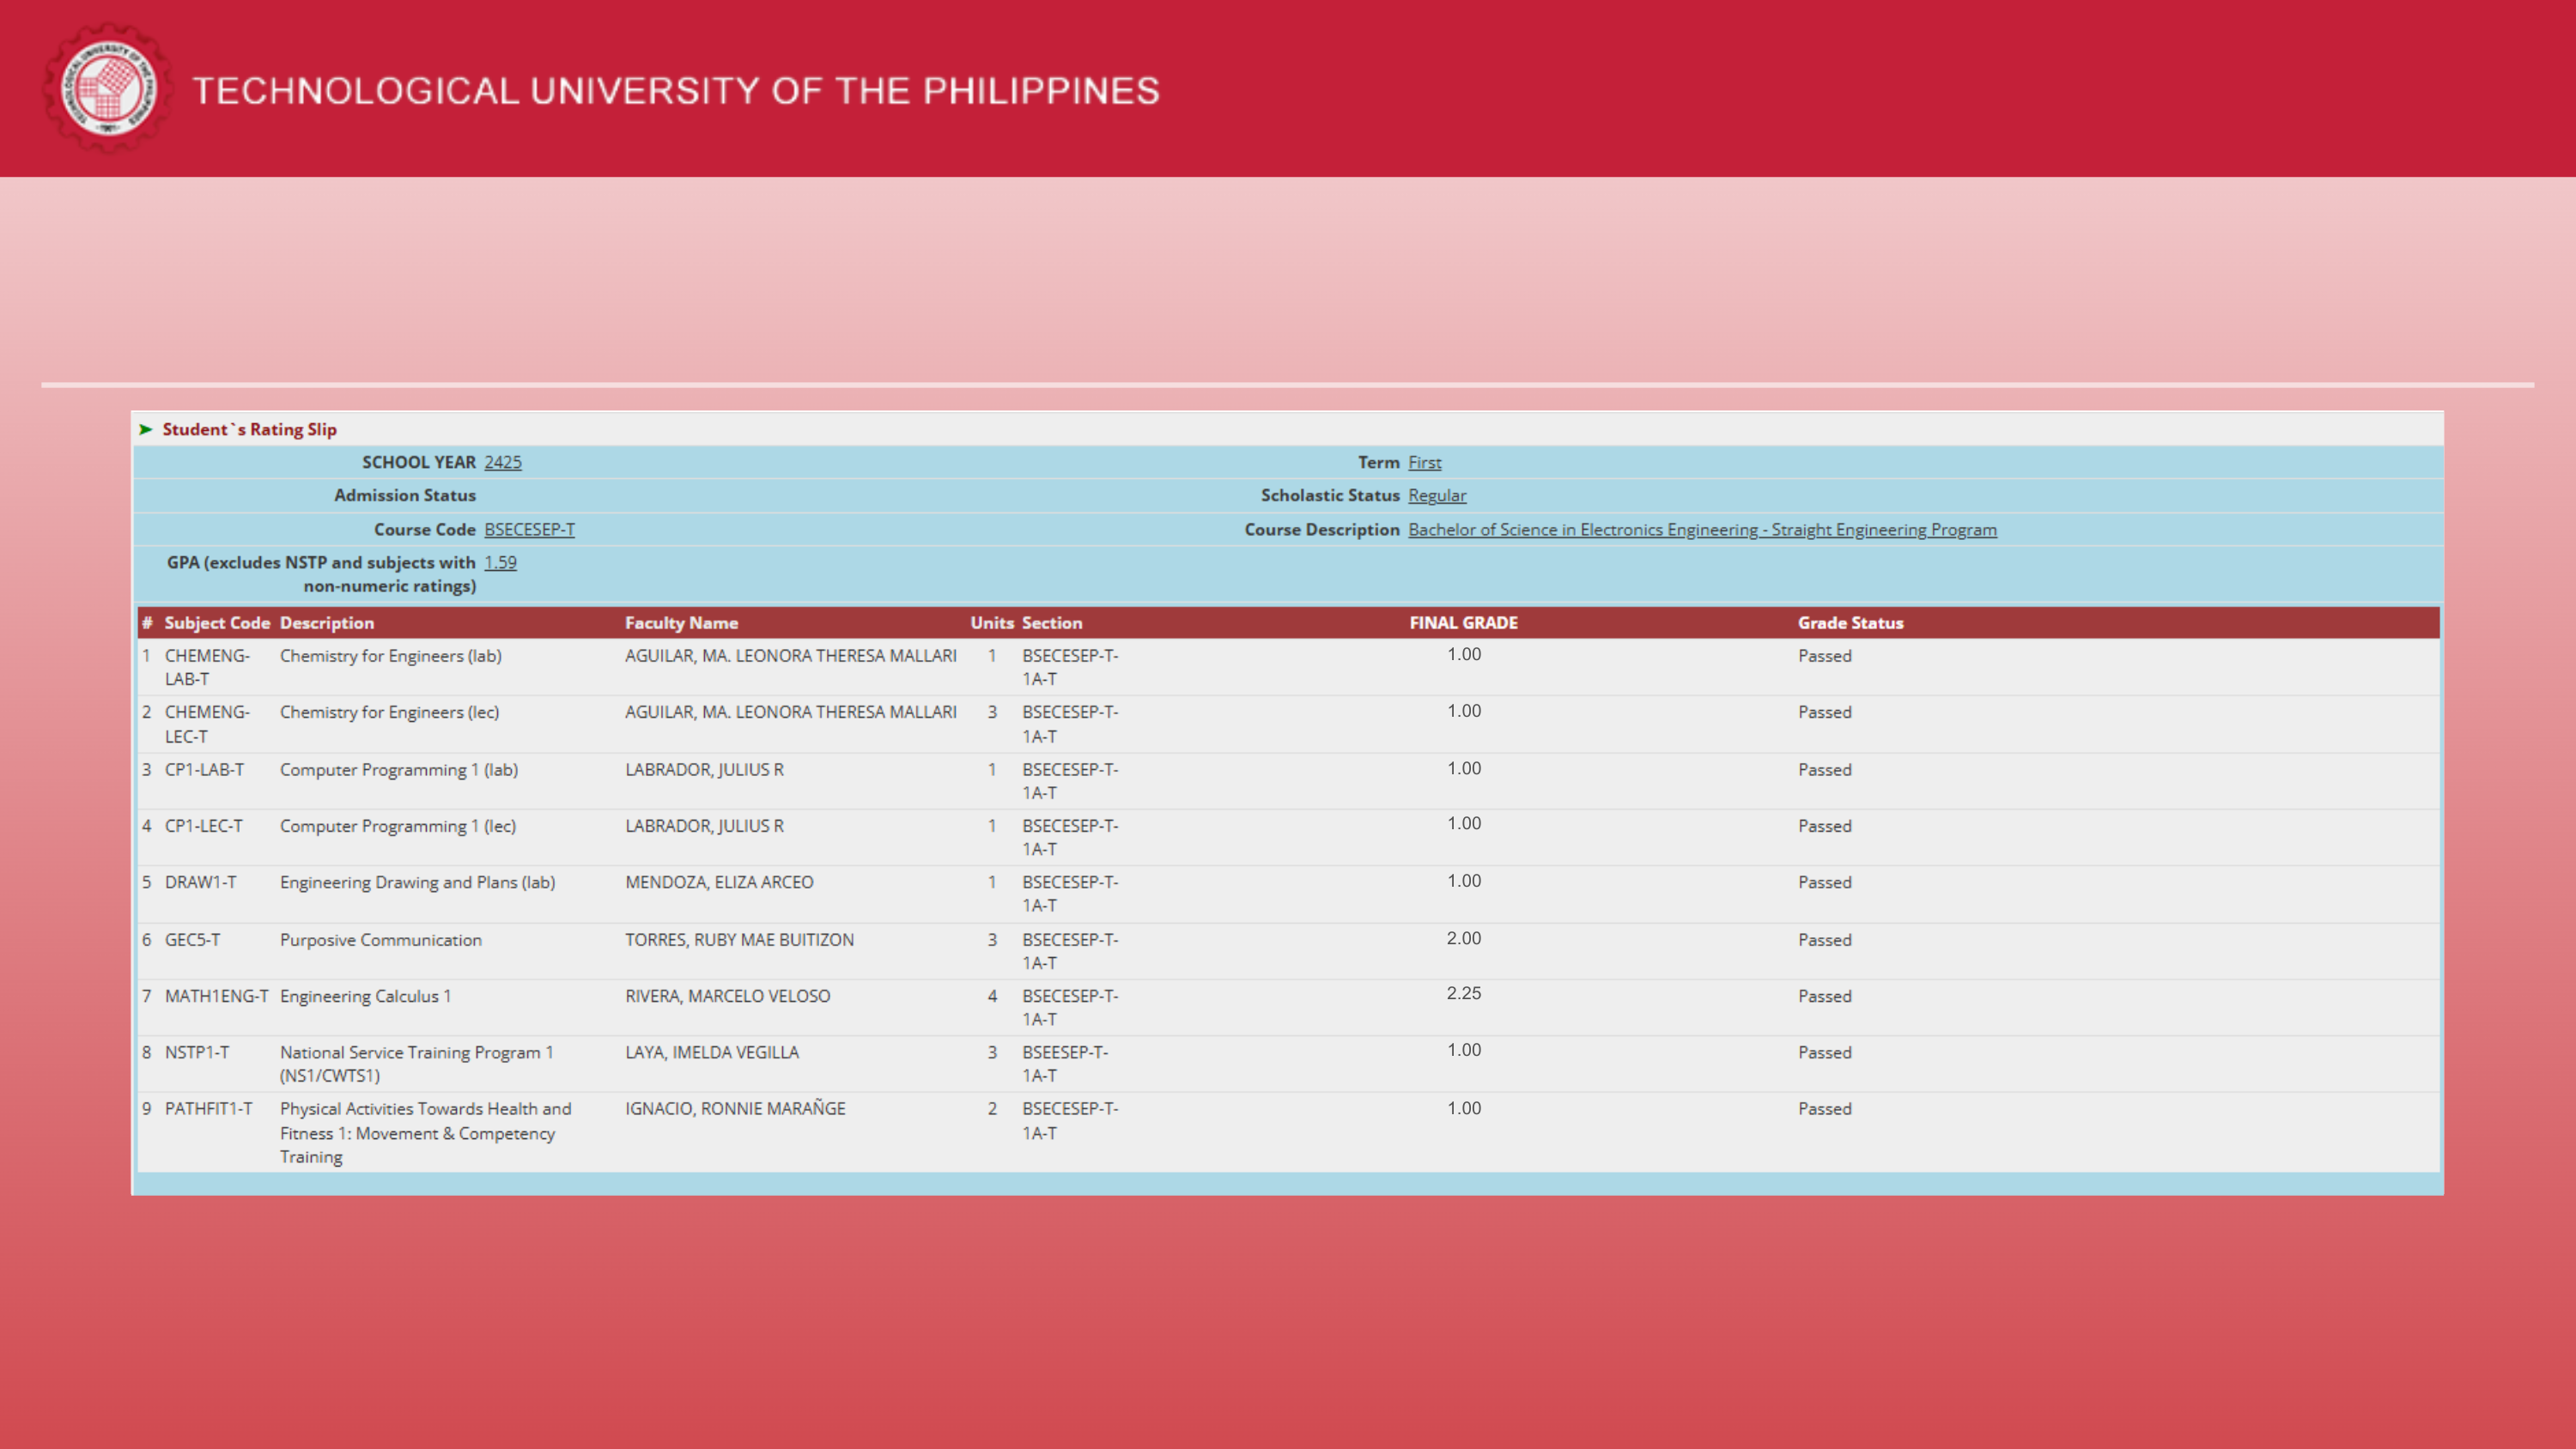 TECHNOLOGICAL UNIVERSITY OF THE PHILIPPINES
TECHNOLOGICAL UNIVERSITY OF THE PHILIPPINES
1901
Student`s Rating Slip
SCHOOL YEAR 2425 Term First
Admission Status Scholastic Status Regular
Course Code BSECESEP-T Course Description Bachelor of Science in Electronics Engineering - Straight Engineering Program
GPA (excludes NSTP and subjects with 1.59
non-numeric ratings)
# Subject Code Description Faculty Name Units Section FINAL GRADE Grade Status
1 CHEMENG- Chemistry for Engineers (lab) AGUILAR, MA. LEONORA THERESA MALLARI 1 BSECESEP-T- 1.00 Passed
LAB-T 1A-T
2 CHEMENG- Chemistry for Engineers (lec) AGUILAR, MA. LEONORA THERESA MALLARI 3 BSECESEP-T- 1.00 Passed
LEC-T 1A-T
3 CP1-LAB-T Computer Programming 1 (lab) LABRADOR, JULIUS R 1 BSECESEP-T- 1.00 Passed
1A-T
4 CP1-LEC-T Computer Programming 1 (lec) LABRADOR, JULIUS R 1 BSECESEP-T- 1.00 Passed
1A-T
5 DRAW1-T Engineering Drawing and Plans (lab) MENDOZA, ELIZA ARCEO 1 BSECESEP-T- 1.00 Passed
1A-T
6 GEC5-T Purposive Communication TORRES, RUBY MAE BUITIZON 3 BSECESEP-T- 2.00 Passed
1A-T
7 MATH1ENG-T Engineering Calculus 1 RIVERA, MARCELO VELOSO 4 BSECESEP-T- 2.25 Passed
1A-T
8 NSTP1-T National Service Training Program 1 LAYA, IMELDA VEGILLA 3 BSEESEP-T- 1.00 Passed
(NS1/CWTS1) 1A-T
9 PATHFIT1-T Physical Activities Towards Health and IGNACIO, RONNIE MARAÑGE 2 BSECESEP-T- 1.00 Passed
Fitness 1: Movement & Competency 1A-T
Training